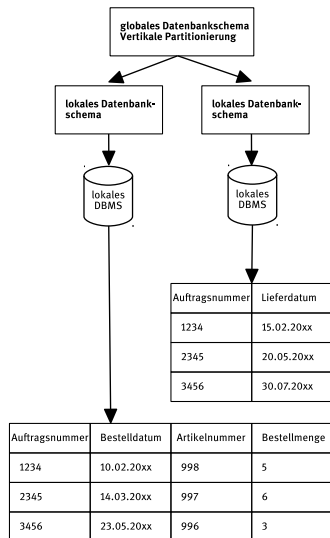 globales Datenbankschema
Vertikale Partitionierung
lokales Datenbank-
schema
lokales Datenbank-
schema
lokales
DBMS
lokales
DBMS
Auftragsnummer Lieferdatum
1234 15.02.20xx
2345 20.05.20xx
3456 30.07.20xx
Auftragsnummer Bestelldatum Artikelnummer Bestellmenge
1234 10.02.20xx 998 5
2345 14.03.20xx 997 6
3456 23.05.20xx 996 3